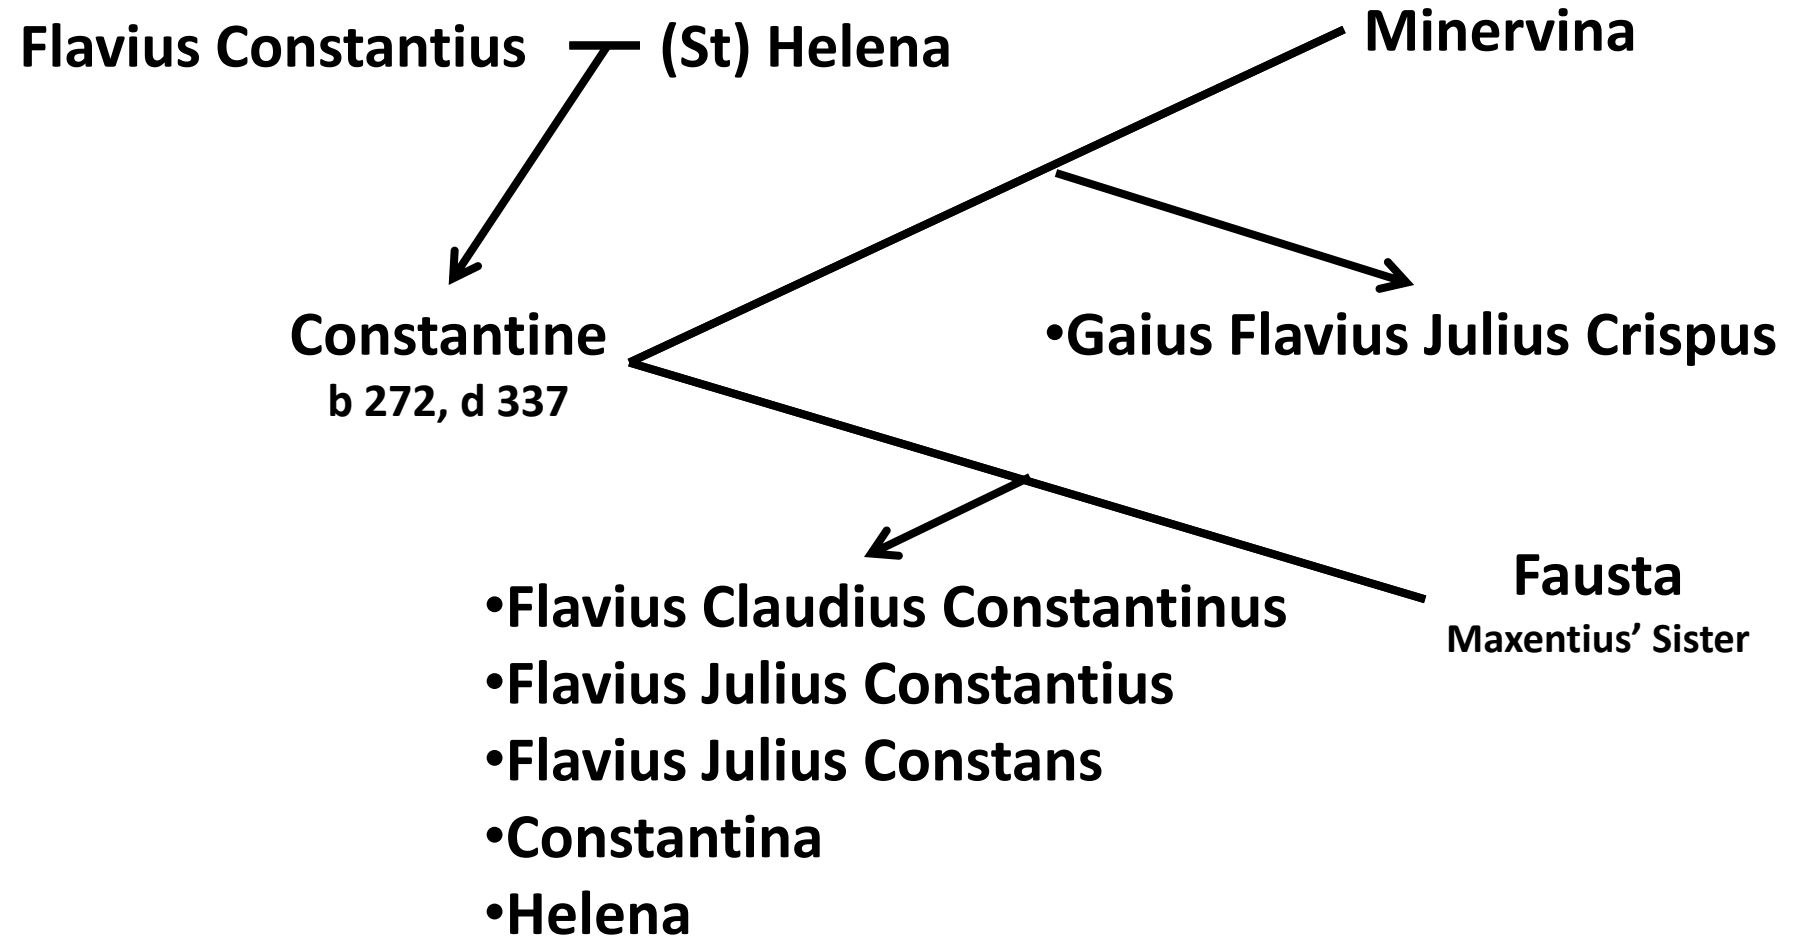 Flavius Constantius (St) Helena
Minervina
Constantine
b 272, d 337
•Gaius Flavius Julius Crispus
Fausta
Maxentius’ Sister
•Flavius Claudius Constantinus
•Flavius Julius Constantius
•Flavius Julius Constans
•Constantina
•Helena